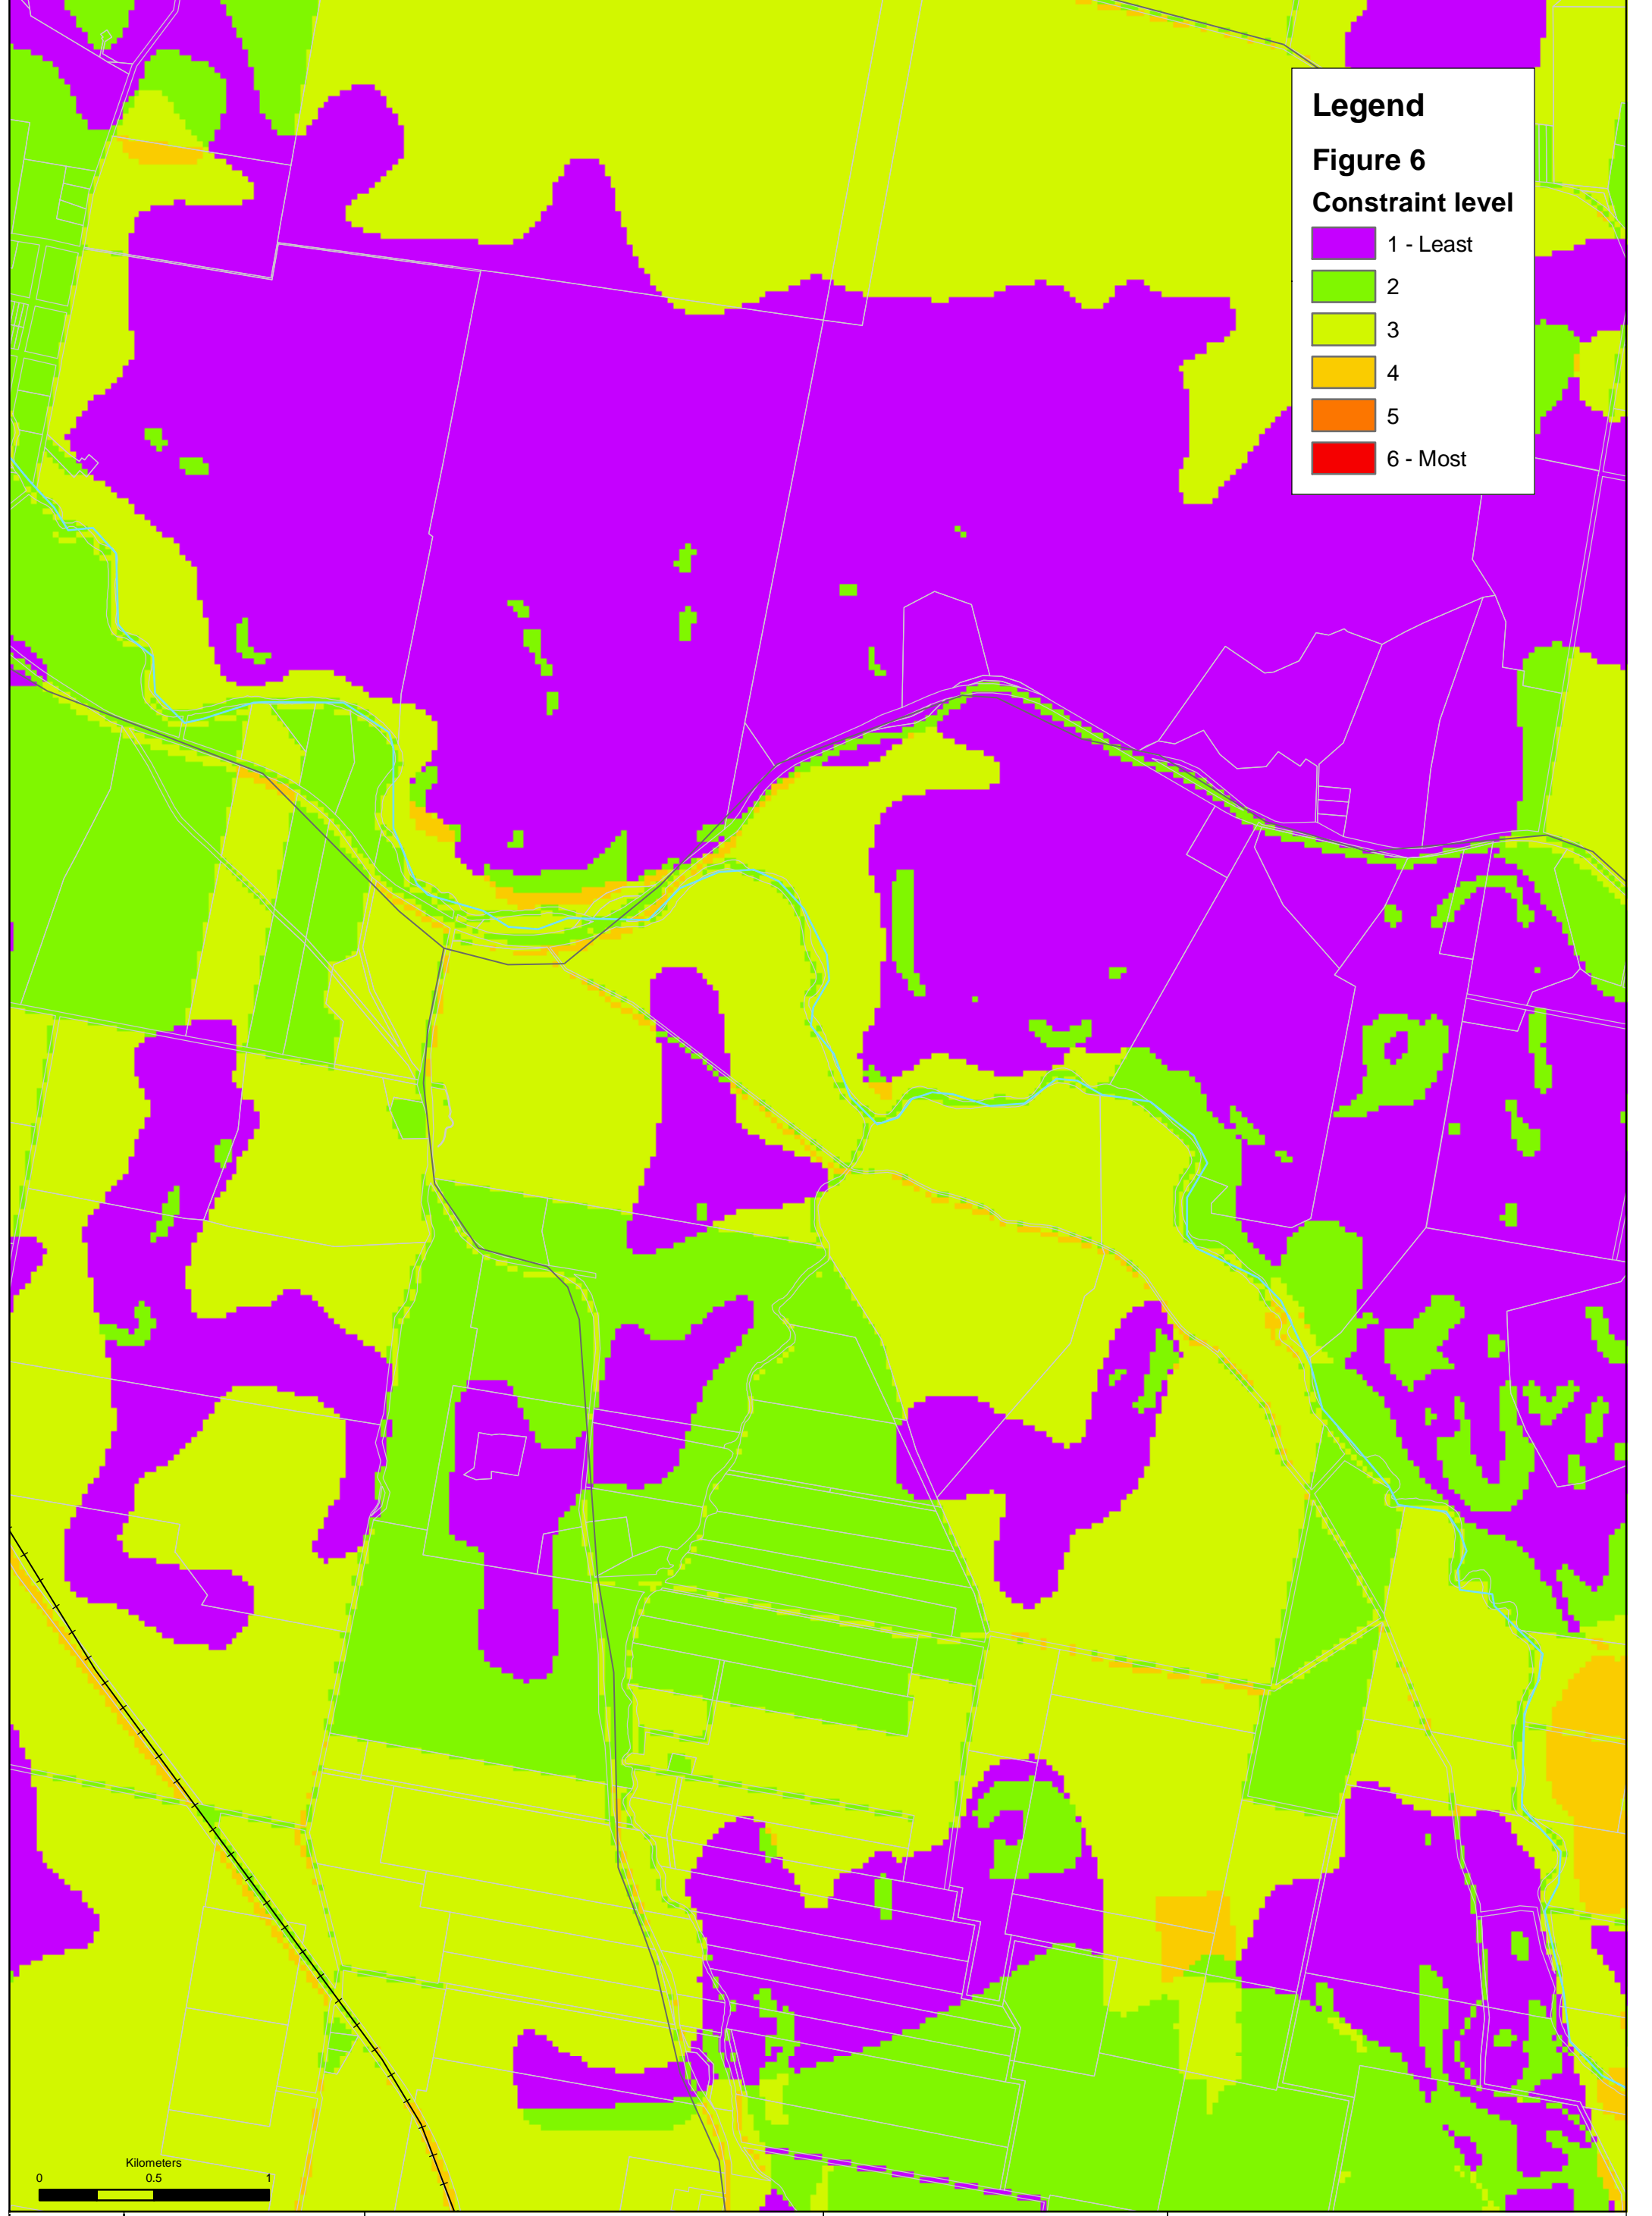 Legend
Figure 6
Constraint level
1 - Least
2
3
4
5
6 - Most
Kilometers
0 0.5 1